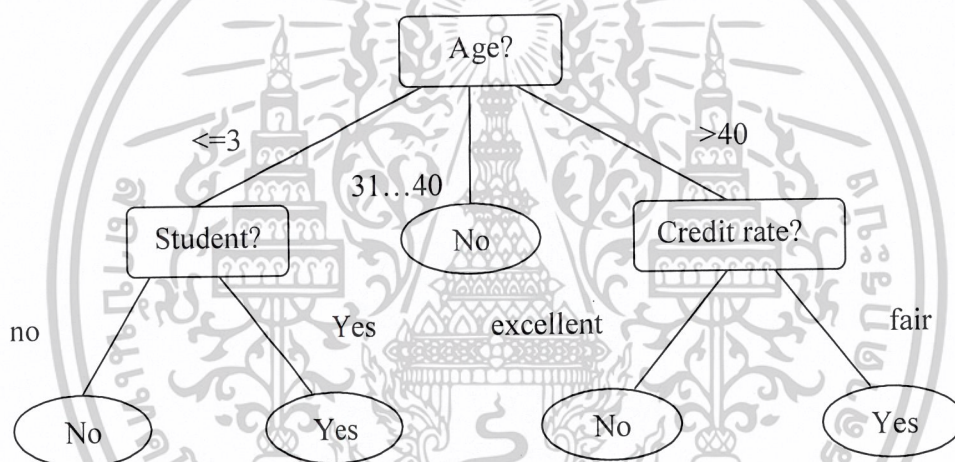 Age?
<=3
31...40
>40
Student?
No
Credit rate?
no
Yes
excellent
fair
No
Yes
No
Yes